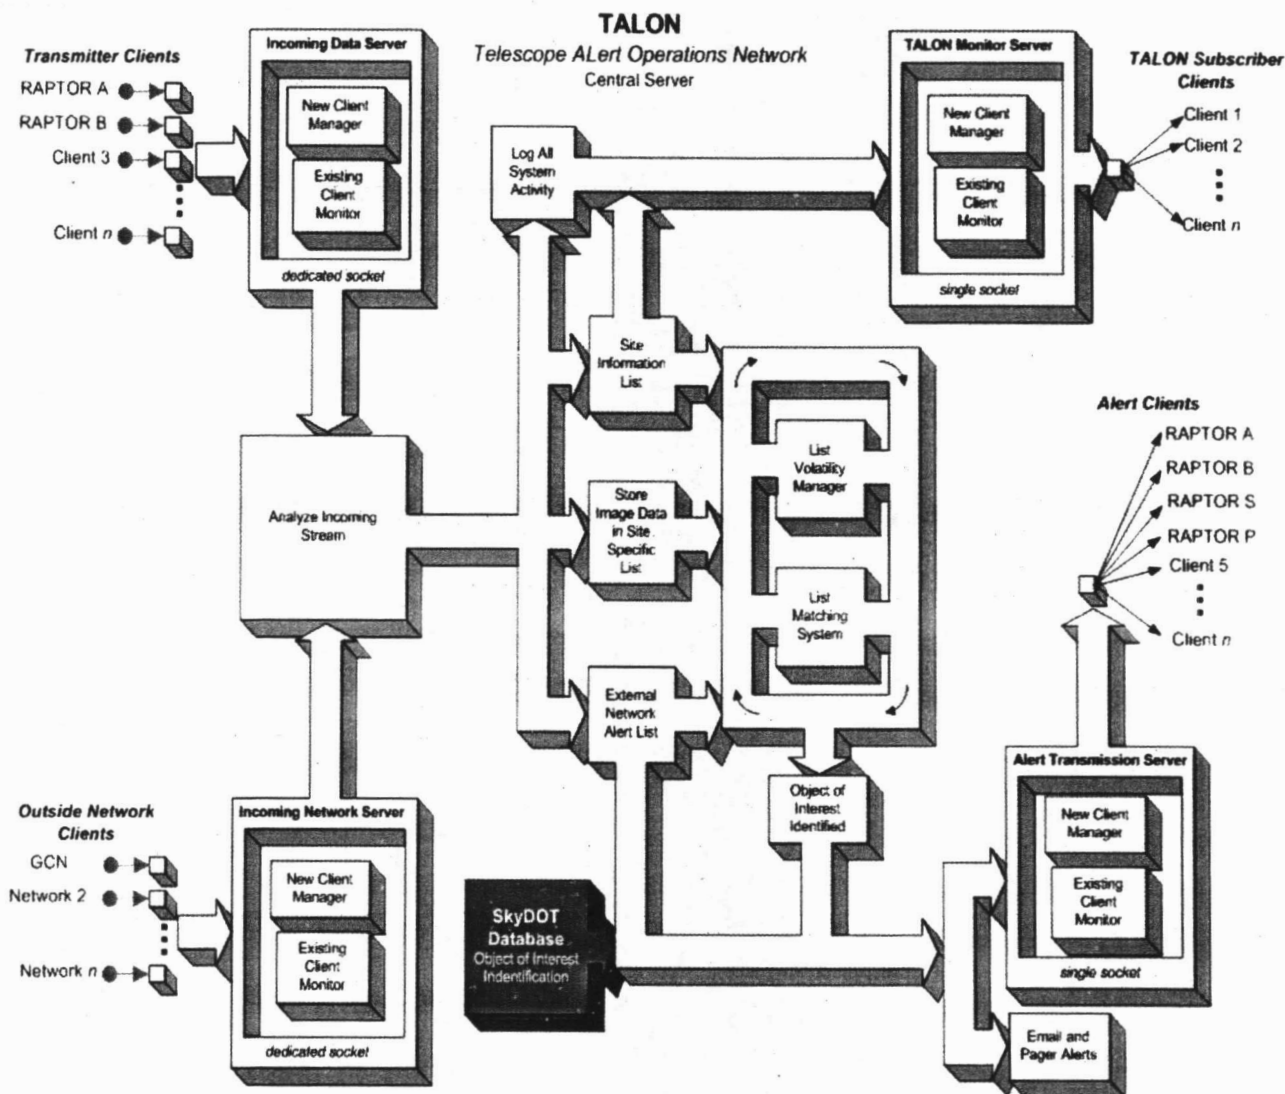 TALON
Telescope ALert Operations Network
Central Server
Transmitter Clients
RAPTOR A
RAPTOR B
Client 3
Client n
Incoming Data Server
New Client
Manager
Existing
Client
Monitor
dedicated socket
Log All
System
Activity
TALON Monitor Server
New Client
Manager
Existing
Client
Monitor
single socket
TALON Subscriber
Clients
Client 1
Client 2
Client n
Site
Information
List
Analyze Incoming
Stream
Store
Image Data
in Site
Specific
List
List
Volatility
Manager
List
Matching
System
External
Network
Alert List
Alert Clients
RAPTOR A
RAPTOR B
RAPTOR S
RAPTOR P
Client 5
Client n
Outside Network
Clients
GCN
Network 2
Network n
Incoming Network Server
New Client
Manager
Existing
Client
Monitor
dedicated socket
Object of
Interest
Identified
SkyDOT
Database
Object of Interest
Indentification
Alert Transmission Server
New Client
Manager
Existing
Client
Monitor
single socket
Email and
Pager Alerts